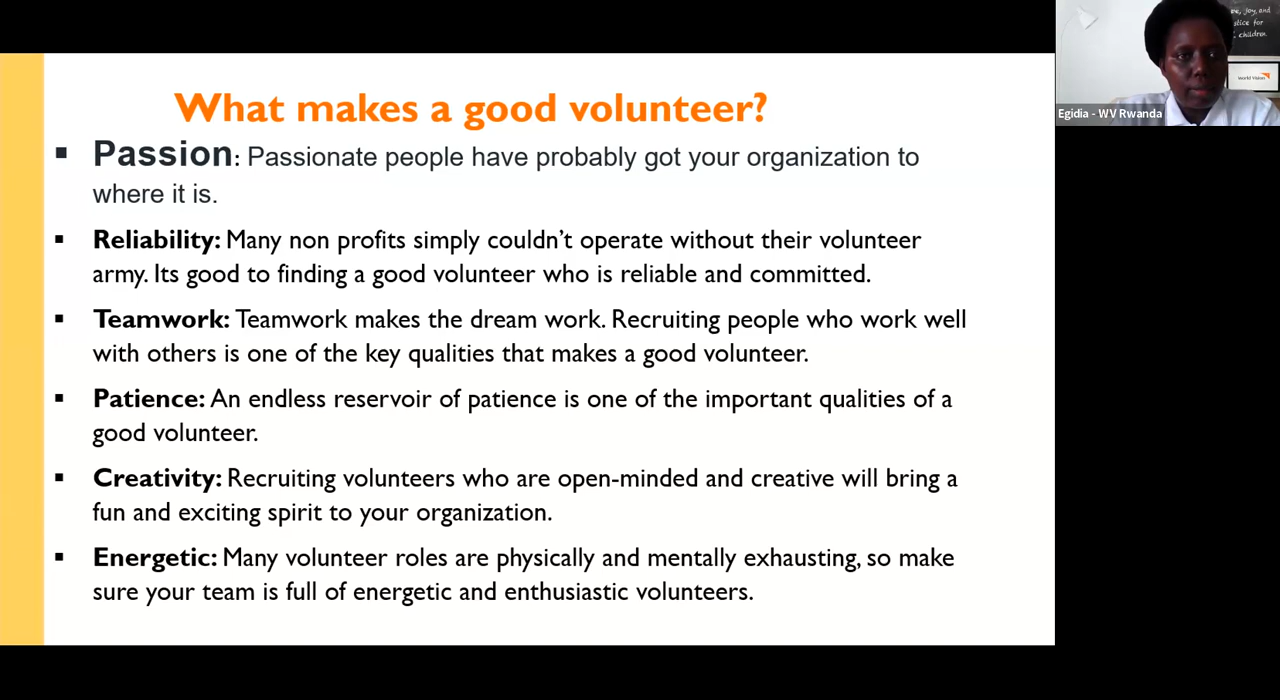 What makes a good volunteer?
▪ Passion: Passionate people have probably got your organization to
where it is.
▪ Reliability: Many non profits simply couldn't operate without their volunteer
army. Its good to finding a good volunteer who is reliable and committed.
▪ Teamwork: Teamwork makes the dream work. Recruiting people who work well
with others is one of the key qualities that makes a good volunteer.
▪ Patience: An endless reservoir of patience is one of the important qualities of a
good volunteer.
▪ Creativity: Recruiting volunteers who are open-minded and creative will bring a
fun and exciting spirit to your organization.
▪ Energetic: Many volunteer roles are physically and mentally exhausting, so make
sure your team is full of energetic and enthusiastic volunteers.
joy, and
for
children.
World Vision
Egidia - WV Rwanda